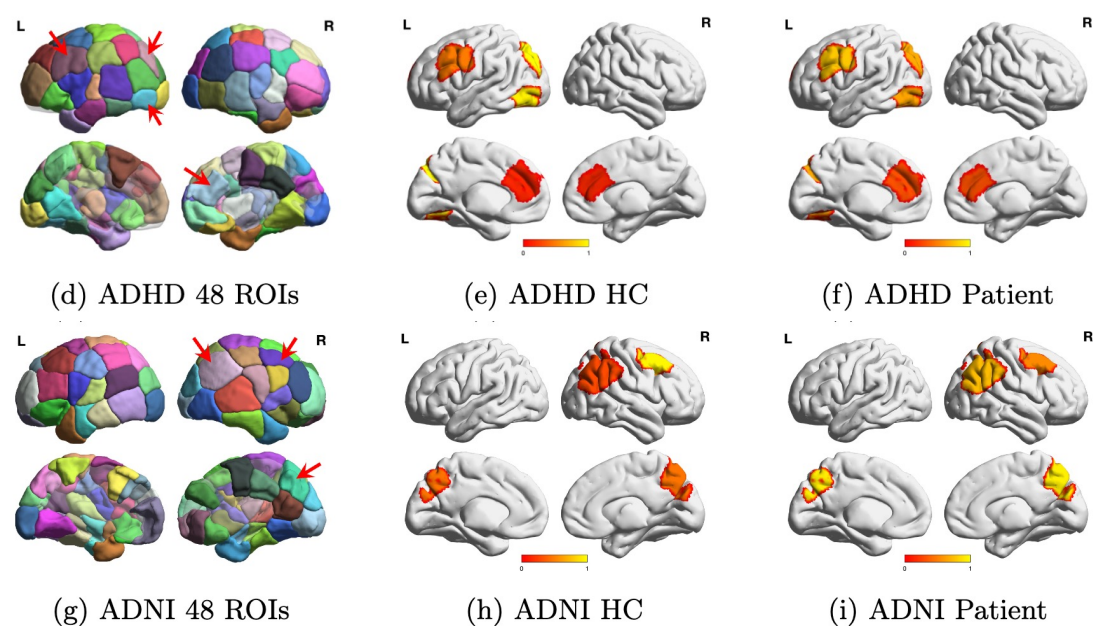 L R L R L R
0 1 0 1
(d) ADHD 48 ROIs (e) ADHD HC (f) ADHD Patient
L R L R L R
0 1 0 1
(g) ADNI 48 ROIs (h) ADNI HC (i) ADNI Patient